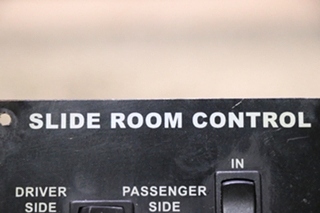 SLIDE ROOM CONTROL
IN
DRIVER PASSENGER
SIDE SIDE